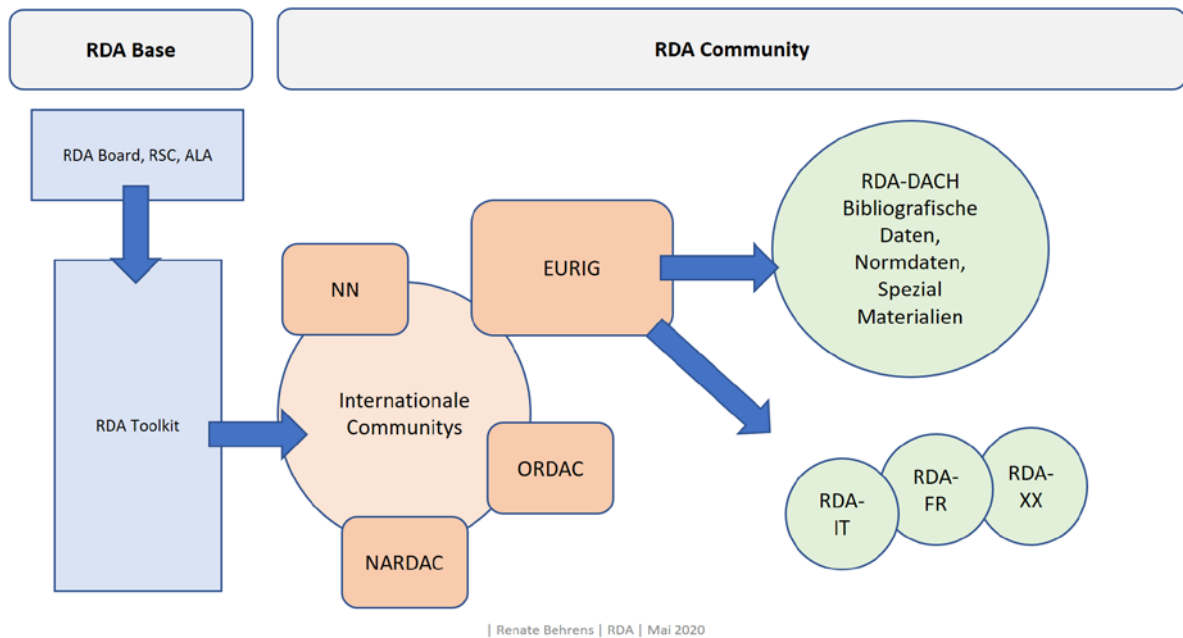 RDA Base
RDA Community
RDA Board, RSC, ALA
RDA Toolkit
NN
Internationale
Communitys
EURIG
ORDAC
NARDAC
RDA-DACH
Bibliografische
Daten,
Normdaten,
Spezial
Materialien
RDA-
IT
RDA-
FR
RDA-
XX
| Renate Behrens | RDA | Mai 2020